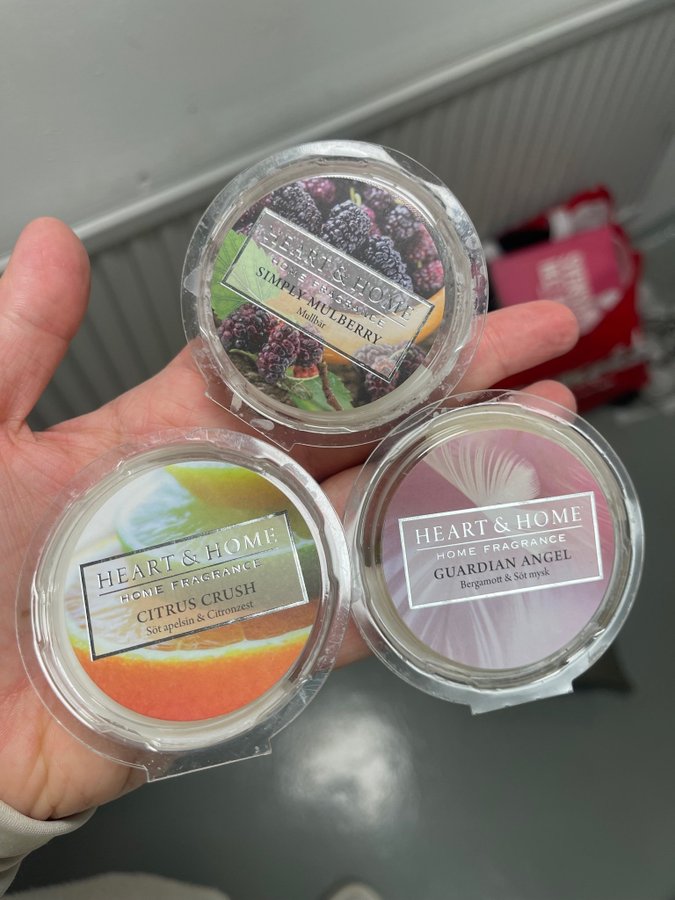 HEART & HOME
HOME FRAGRANCE
SIMPLY MULBERRY
Mullbär
HEART & HOME
HOME FRAGRANCE
CITRUS CRUSH
Söt apelsin & Citronzest
HEART & HOME
HOME FRAGRANCE
GUARDIAN ANGEL
Bergamott & Söt mysk